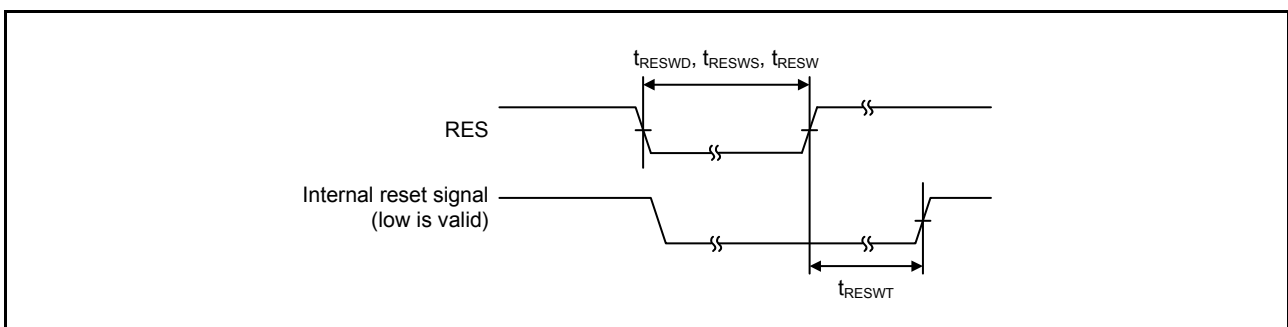 tRESWD, tRESWS, tRESW
RES
Internal reset signal
(low is valid)
tRESWT